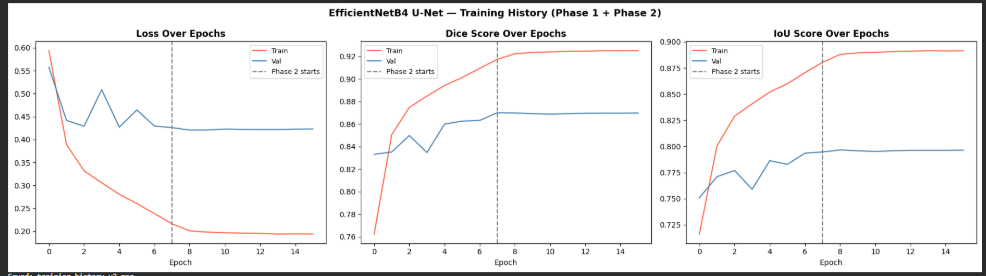 EfficientNetB4 U-Net — Training History (Phase 1 + Phase 2)
Loss Over Epochs
0.60
0.55
0.50
0.45
0.40
0.35
0.30
0.25
0.20
0 2 4 6 8 10 12 14
Epoch
Train
Val
Phase 2 starts
Dice Score Over Epochs
0.92
0.90
0.88
0.86
0.84
0.82
0.80
0.78
0.76
0 2 4 6 8 10 12 14
Epoch
Train
Val
Phase 2 starts
IoU Score Over Epochs
0.900
0.875
0.850
0.825
0.800
0.775
0.750
0.725
0 2 4 6 8 10 12 14
Epoch
Train
Val
Phase 2 starts